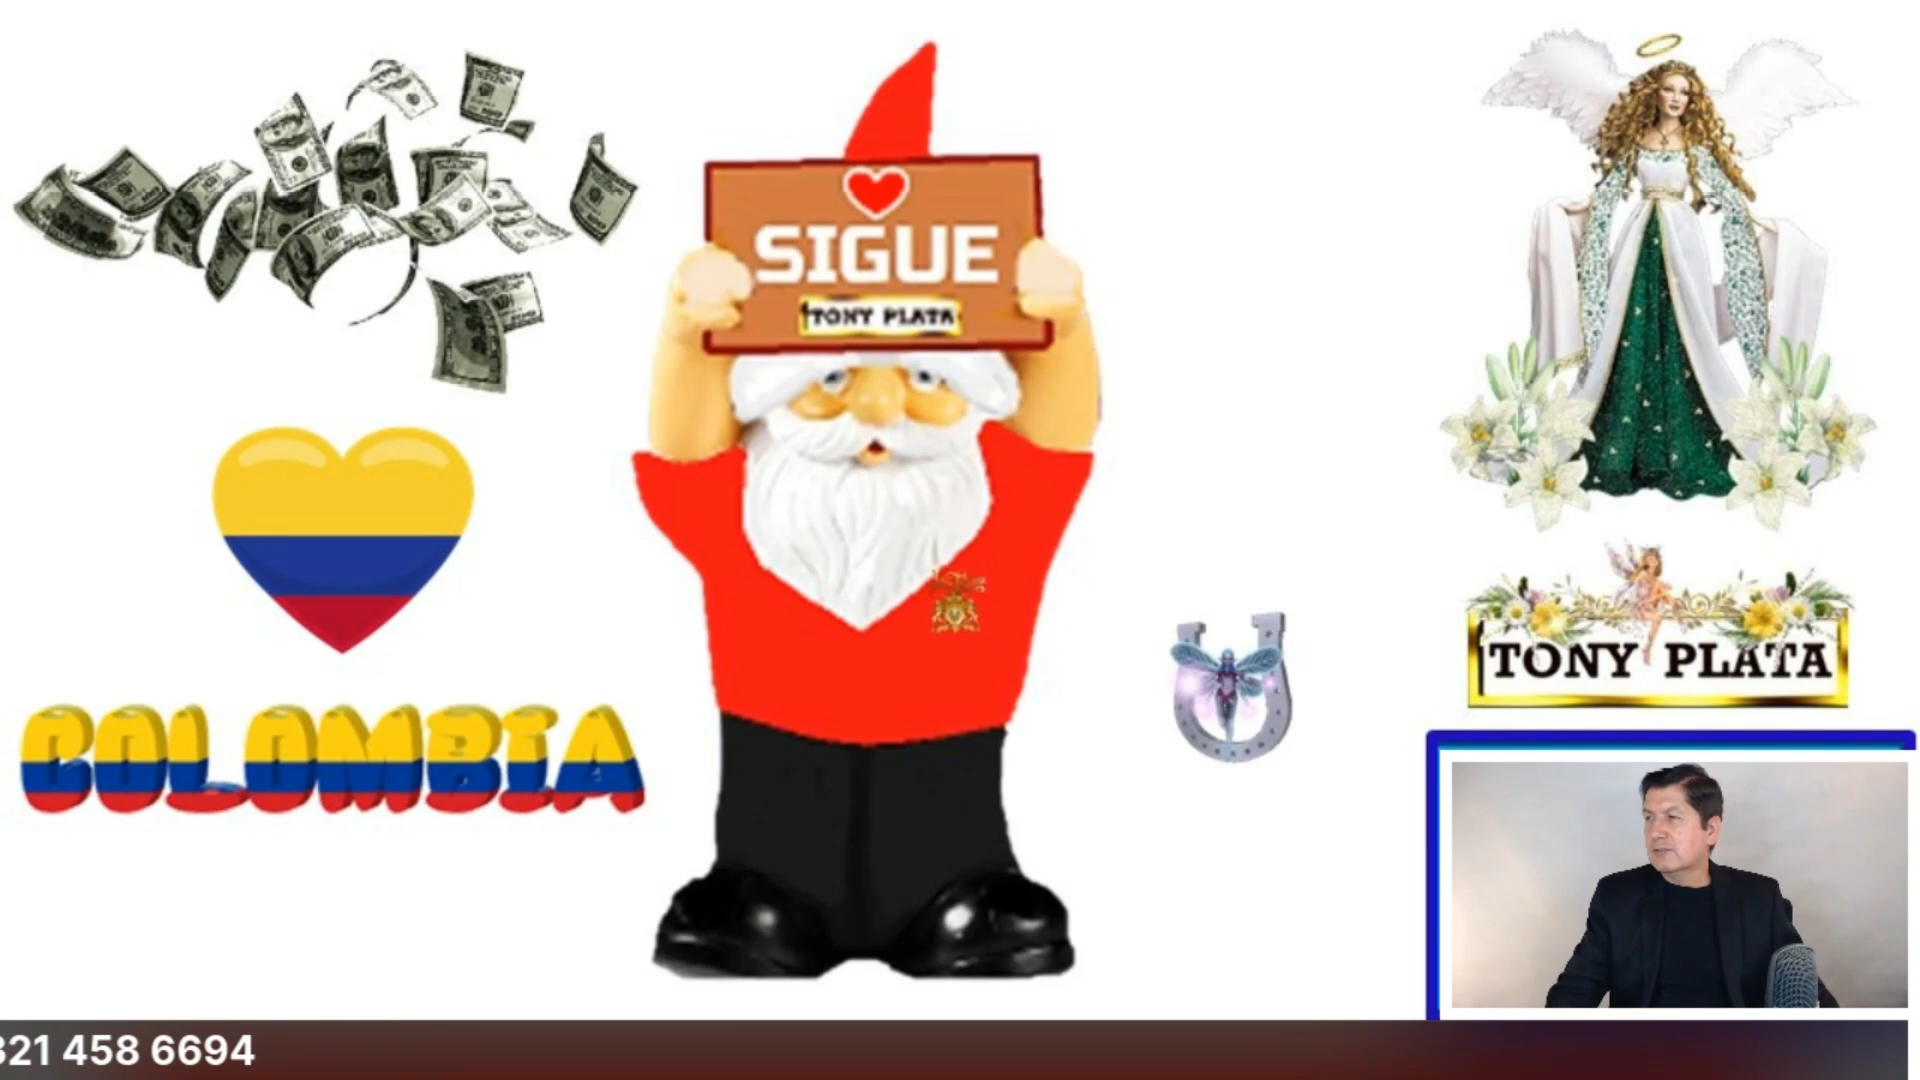 SIGUE
TONY PLATA
COLOMBIA
TONY PLATA
321 458 6694